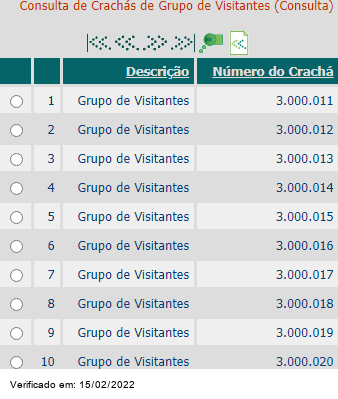 Consulta de Crachás de Grupo de Visitantes (Consulta)
Descrição Número do Crachá
1 Grupo de Visitantes 3.000.011
2 Grupo de Visitantes 3.000.012
3 Grupo de Visitantes 3.000.013
4 Grupo de Visitantes 3.000.014
5 Grupo de Visitantes 3.000.015
6 Grupo de Visitantes 3.000.016
7 Grupo de Visitantes 3.000.017
8 Grupo de Visitantes 3.000.018
9 Grupo de Visitantes 3.000.019
10 Grupo de Visitantes 3.000.020
Verificado em: 15/02/2022